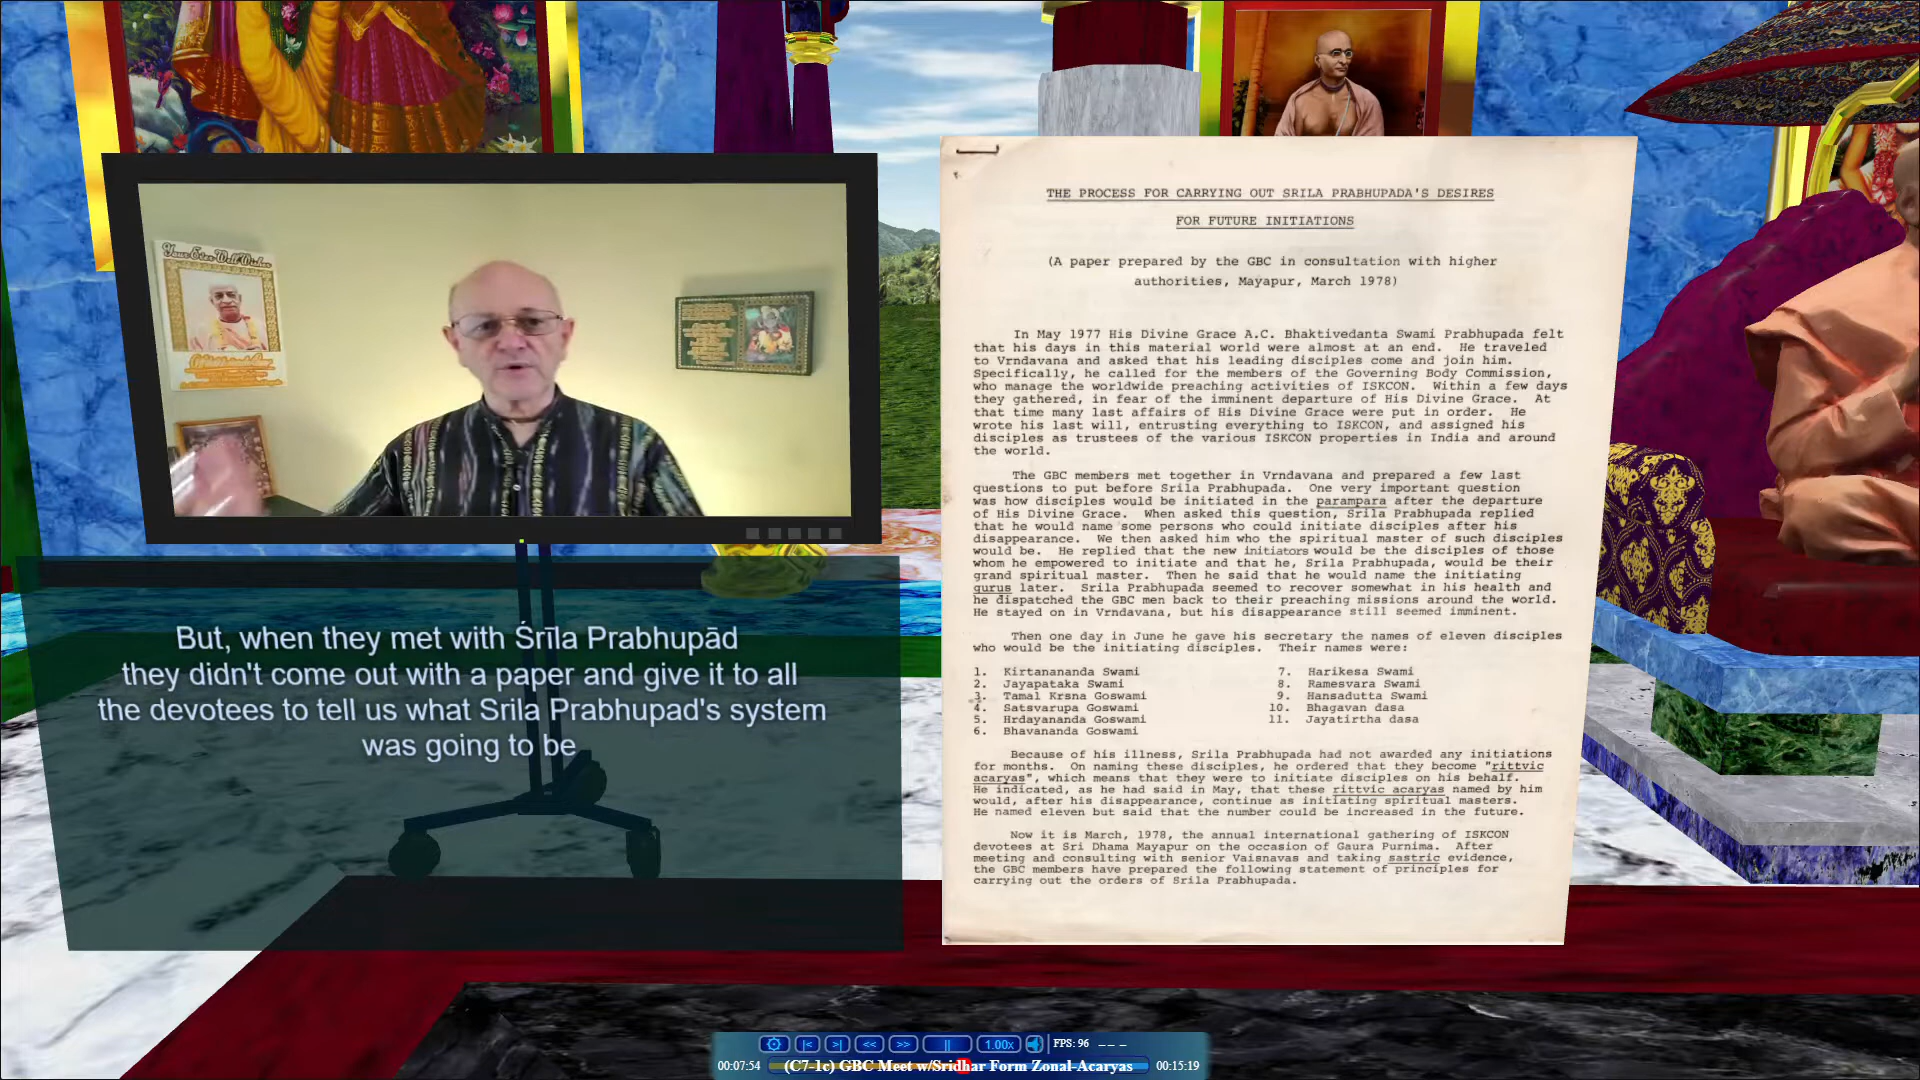 Your Ever Well Wisher
THE PROCESS FOR CARRYING OUT SRILA PRABHUPADA'S DESIRES
FOR FUTURE INITIATIONS
(A paper prepared by the GBC in consultation with higher
authorities, Mayapur, March 1978)
In May 1977 His Divine Grace A.C. Bhaktivedanta Swami Prabhupada felt
that his days in this material world were almost at an end. He traveled
to Vrndavana and asked that his leading disciples come and join him.
Specifically, he called for the members of the Governing Body Commission,
who manage the worldwide preaching activities of ISKCON. Within a few days
they gathered, in fear of the imminent departure of His Divine Grace. At
that time many last affairs of His Divine Grace were put in order. He
wrote his last will, entrusting everything to ISKCON, and assigned his
disciples as trustees of the various ISKCON properties in India and around
the world.
The GBC members met together in Vrndavana and prepared a few last
questions to put before Srila Prabhupada. One very important question
was how disciples would be initiated in the parampara after the departure
of His Divine Grace. When asked this question, Srila Prabhupada replied
that he would name some persons who could initiate disciples after his
disappearance. We then asked him who the spiritual master of such disciples
would be. He replied that the new initiators would be the disciples of those
whom he empowered to initiate and that he, Srila Prabhupada, would be their
grand spiritual master. Then he said that he would name the initiating
gurus later. Srila Prabhupada seemed to recover somewhat in his health and
he dispatched the GBC men back to their preaching missions around the world.
He stayed on in Vrndavana, but his disappearance still seemed imminent.
Then one day in June he gave his secretary the names of eleven disciples
who would be the initiating disciples. Their names were:
1. Kirtanananda Swami
2. Jayapataka Swami
3. Tamal Krsna Goswami
4. Satsvarupa Goswami
5. Hrdayananda Goswami
6. Bhavananda Goswami
7. Harikesa Swami
8. Ramesvara Swami
9. Hansadutta Swami
10. Bhagavan dasa
11. Jayatirtha dasa
Because of his illness, Srila Prabhupada had not awarded any initiations
for months. On naming these disciples, he ordered that they become "rittvic
acaryas", which means that they were to initiate disciples on his behalf.
He indicated, as he had said in May, that these rittvic acaryas named by him
would, after his disappearance, continue as initiating spiritual masters.
He named eleven but said that the number could be increased in the future.
Now it is March, 1978, the annual international gathering of ISKCON
devotees at Sri Dhama Mayapur on the occasion of Gaura Purnima. After
meeting and consulting with senior Vaisnavas and taking sastric evidence,
the GBC members have prepared the following statement of principles for
carrying out the orders of Srila Prabhupada.
But, when they met with Śrīla Prabhupād
they didn't come out with a paper and give it to all
the devotees to tell us what Srila Prabhupad's system
was going to be
|< >| << >> || 1.00x FPS: 96 – – –
00:07:54 (C7-1c) GBC Meet w/Sridhar Form Zonal-Acaryas 00:15:19